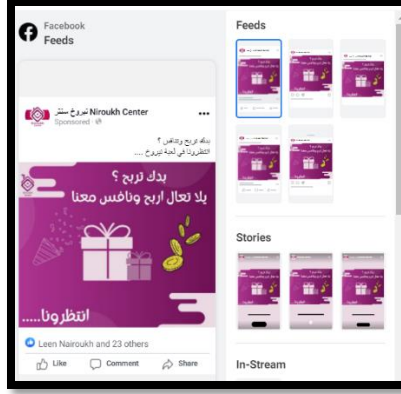 Facebook
Feeds
Niroukh Center نيروخ سنتر
Sponsored
بدك تربح وتنافس ؟
انتظرونا في لعبة نيروخ ....
بدك تربح ؟
يلا تعال اربح ونافس معنا
انتظرونا.....
Leen Nairoukh and 23 others
Like
Comment
Share
Feeds
Stories
In-Stream